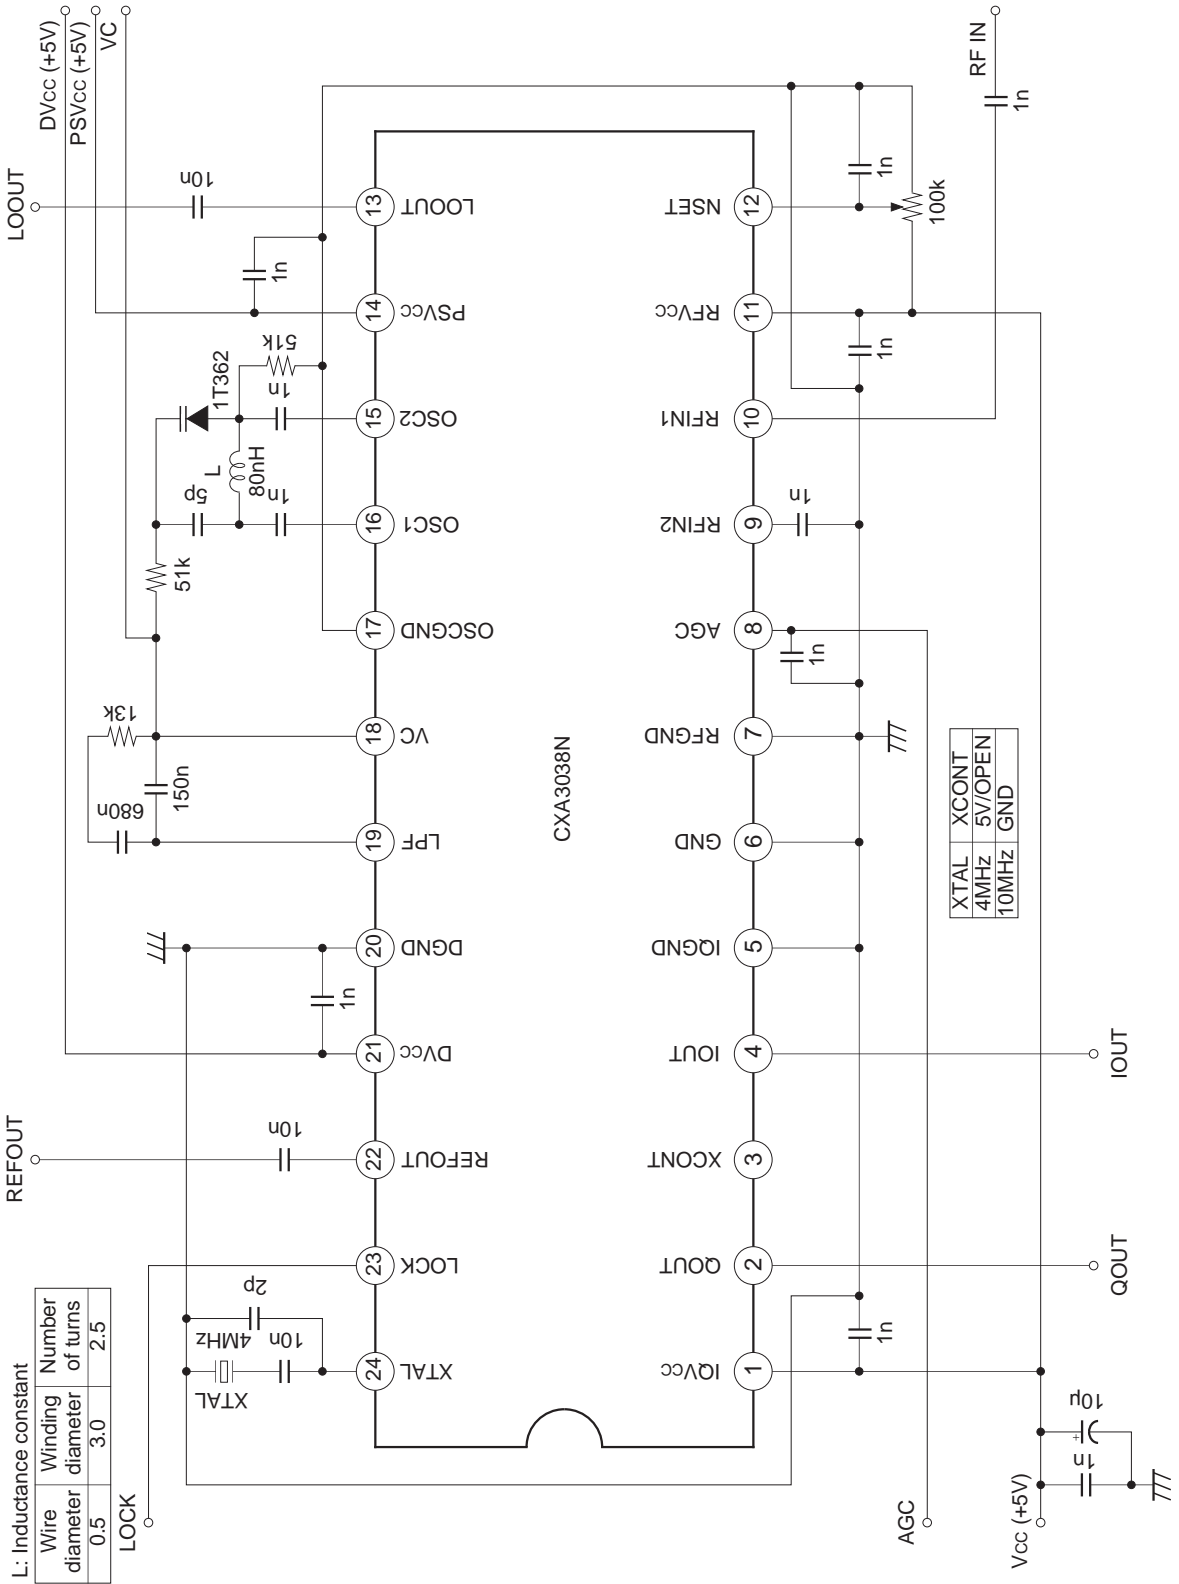 L: Inductance constant
Wire diameter
Winding diameter
Number of turns
0.5
3.0
2.5
LOCK
REFOUT
LOOUT
DVCC (+5V)
PSVCC (+5V)
VC
XTAL
4MHz
10n
2p
10n
1n
680n
150n
13k
51k
5p
1n
L
80nH
1n
1T362
51k
1n
10n
24
XTAL
23
LOCK
22
REFOUT
21
DVCC
20
DGND
19
LPF
18
VC
17
OSCGND
16
OSC1
15
OSC2
14
PSVCC
13
LOOUT
CXA3038N
IQVCC
1
QOUT
2
XCONT
3
IOUT
4
IQGND
5
GND
6
RFGND
7
AGC
8
RFIN2
9
RFIN1
10
RFVCC
11
NSET
12
1n
1n
1n
1n
1n
100k
1n
RF IN
XTAL XCONT
4MHz 5V/OPEN
10MHz GND
AGC
VCC (+5V)
1n
+
10µ
QOUT
IOUT